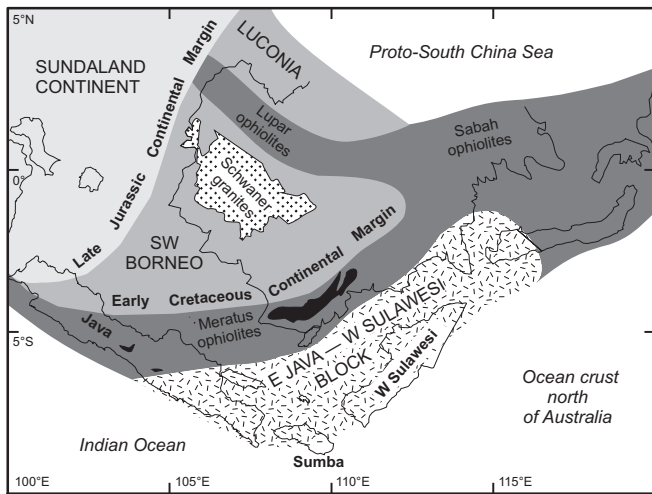 5°N
SUNDALAND
CONTINENT
LUCONIA
Proto-South China Sea
Late Jurassic Continental Margin
Lupar
ophiolites
Sabah
ophiolites
0°
Schwaner
granites
SW
BORNEO
Early Cretaceous Continental Margin
Java
Meratus
ophiolites
5°S
E JAVA — W SULAWESI
BLOCK
W Sulawesi
Ocean crust
north
of Australia
Indian Ocean
Sumba
100°E
105°E
110°E
115°E